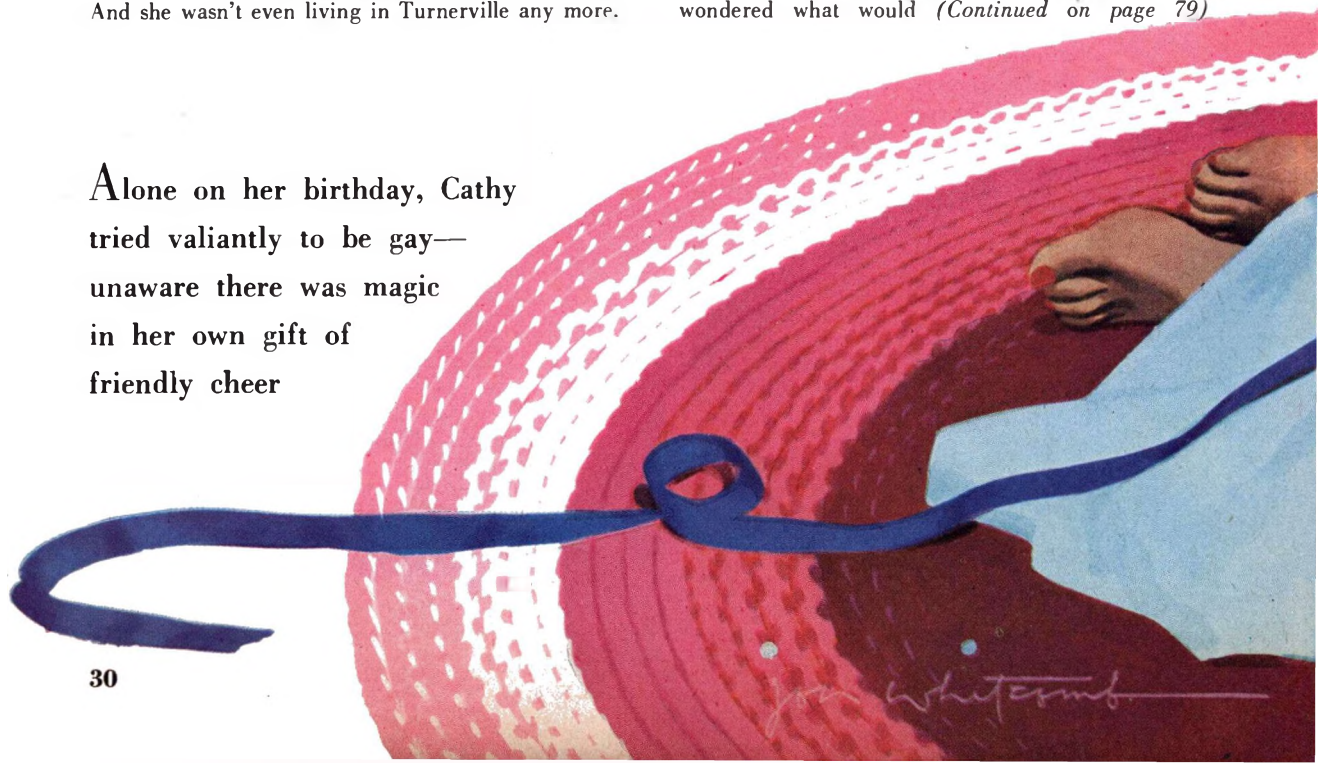 And she wasn't even living in Turnerville any more.
wondered what would (Continued on page 79)
Alone on her birthday, Cathy
tried valiantly to be gay—
unaware there was magic
in her own gift of
friendly cheer
30
jon whitcomb